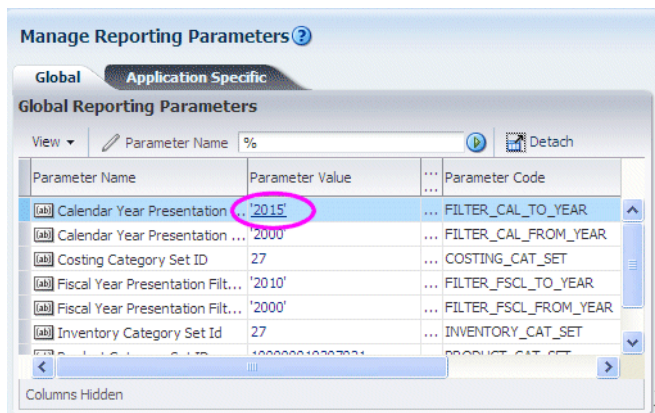 Manage Reporting Parameters ?
Global Application Specific
Global Reporting Parameters
View Parameter Name % Detach
Parameter Name Parameter Value ... Parameter Code
Calendar Year Presentation ... '2015' ... FILTER_CAL_TO_YEAR
Calendar Year Presentation ... '2000' ... FILTER_CAL_FROM_YEAR
Costing Category Set ID 27 ... COSTING_CAT_SET
Fiscal Year Presentation Filt... '2010' ... FILTER_FSCL_TO_YEAR
Fiscal Year Presentation Filt... '2000' ... FILTER_FSCL_FROM_YEAR
Inventory Category Set Id 27 ... INVENTORY_CAT_SET
Columns Hidden